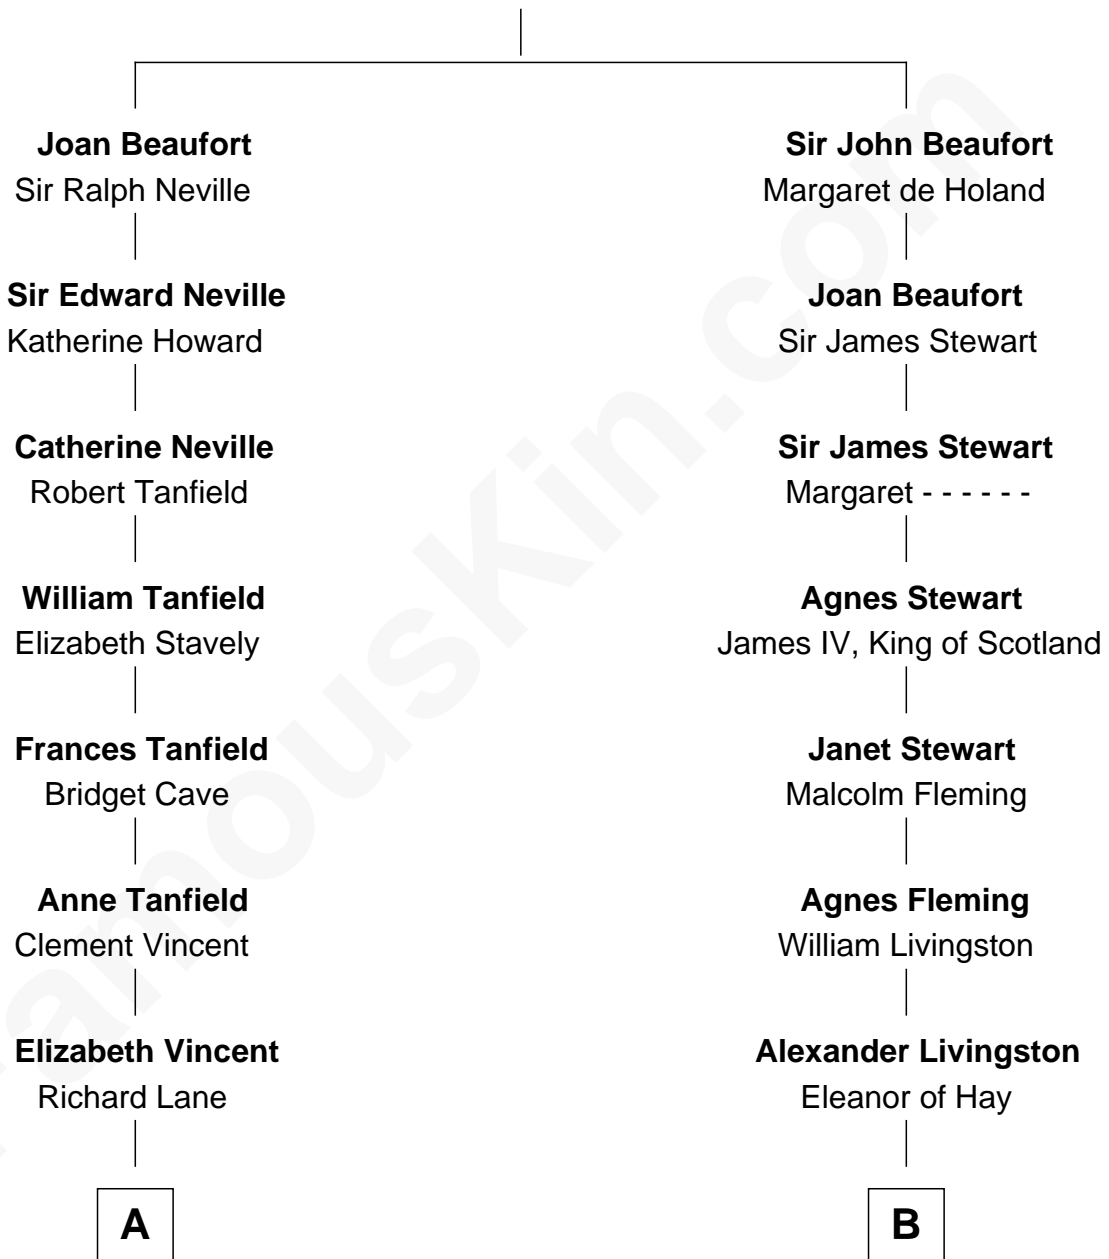 Joan Beaufort
Sir Ralph Neville
Sir Edward Neville
Katherine Howard
Catherine Neville
Robert Tanfield
William Tanfield
Elizabeth Stavely
Frances Tanfield
Bridget Cave
Anne Tanfield
Clement Vincent
Elizabeth Vincent
Richard Lane
A
Sir John Beaufort
Margaret de Holand
Joan Beaufort
Sir James Stewart
Sir James Stewart
Margaret - - - - - -
Agnes Stewart
James IV, King of Scotland
Janet Stewart
Malcolm Fleming
Agnes Fleming
William Livingston
Alexander Livingston
Eleanor of Hay
B
FamousKin.com